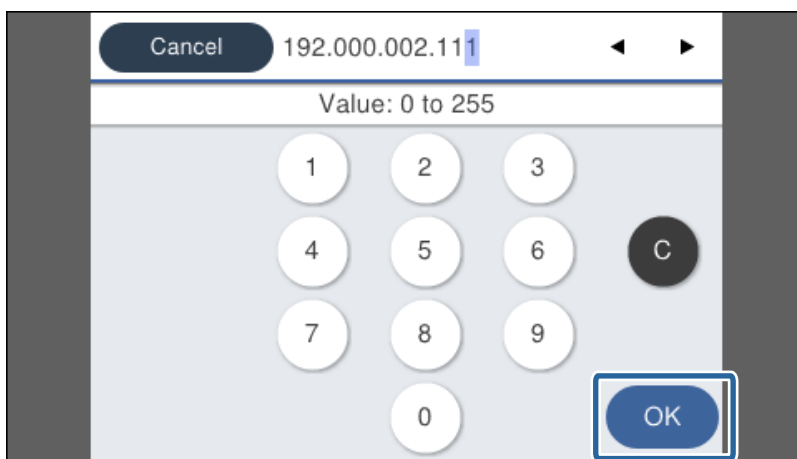 Cancel 192.000.002.111 ◀ ▶
Value: 0 to 255
1 2 3
4 5 6 C
7 8 9
0 OK